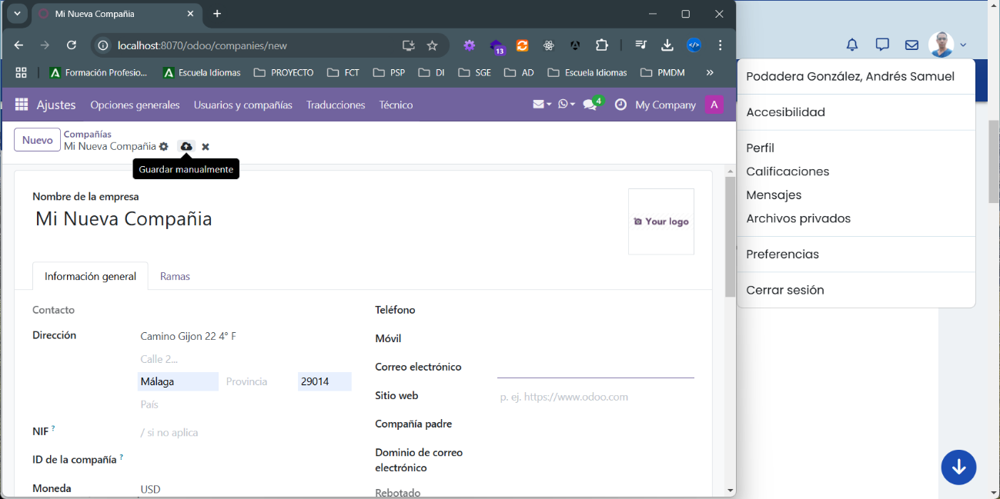 Mi Nueva Compañia
localhost:8070/odoo/companies/new
13
</>
Formación Profesio...
Escuela Idiomas
PROYECTO
FCT
PSP
DI
SGE
AD
Escuela Idiomas
PMDM
»
Ajustes
Opciones generales
Usuarios y compañías
Traducciones
Técnico
4
My Company
A
Nuevo
Compañías
Mi Nueva Compañia
Guardar manualmente
Nombre de la empresa
Mi Nueva Compañia
Your logo
Información general
Ramas
Contacto
Dirección
Camino Gijon 22 4° F
Calle 2...
Málaga
Provincia
29014
País
NIF ?
/ si no aplica
ID de la compañía ?
Moneda
USD
Teléfono
Móvil
Correo electrónico
Sitio web
p. ej. https://www.odoo.com
Compañía padre
Dominio de correo
electrónico
Rebotado
Podadera González, Andrés Samuel
Accesibilidad
Perfil
Calificaciones
Mensajes
Archivos privados
Preferencias
Cerrar sesión